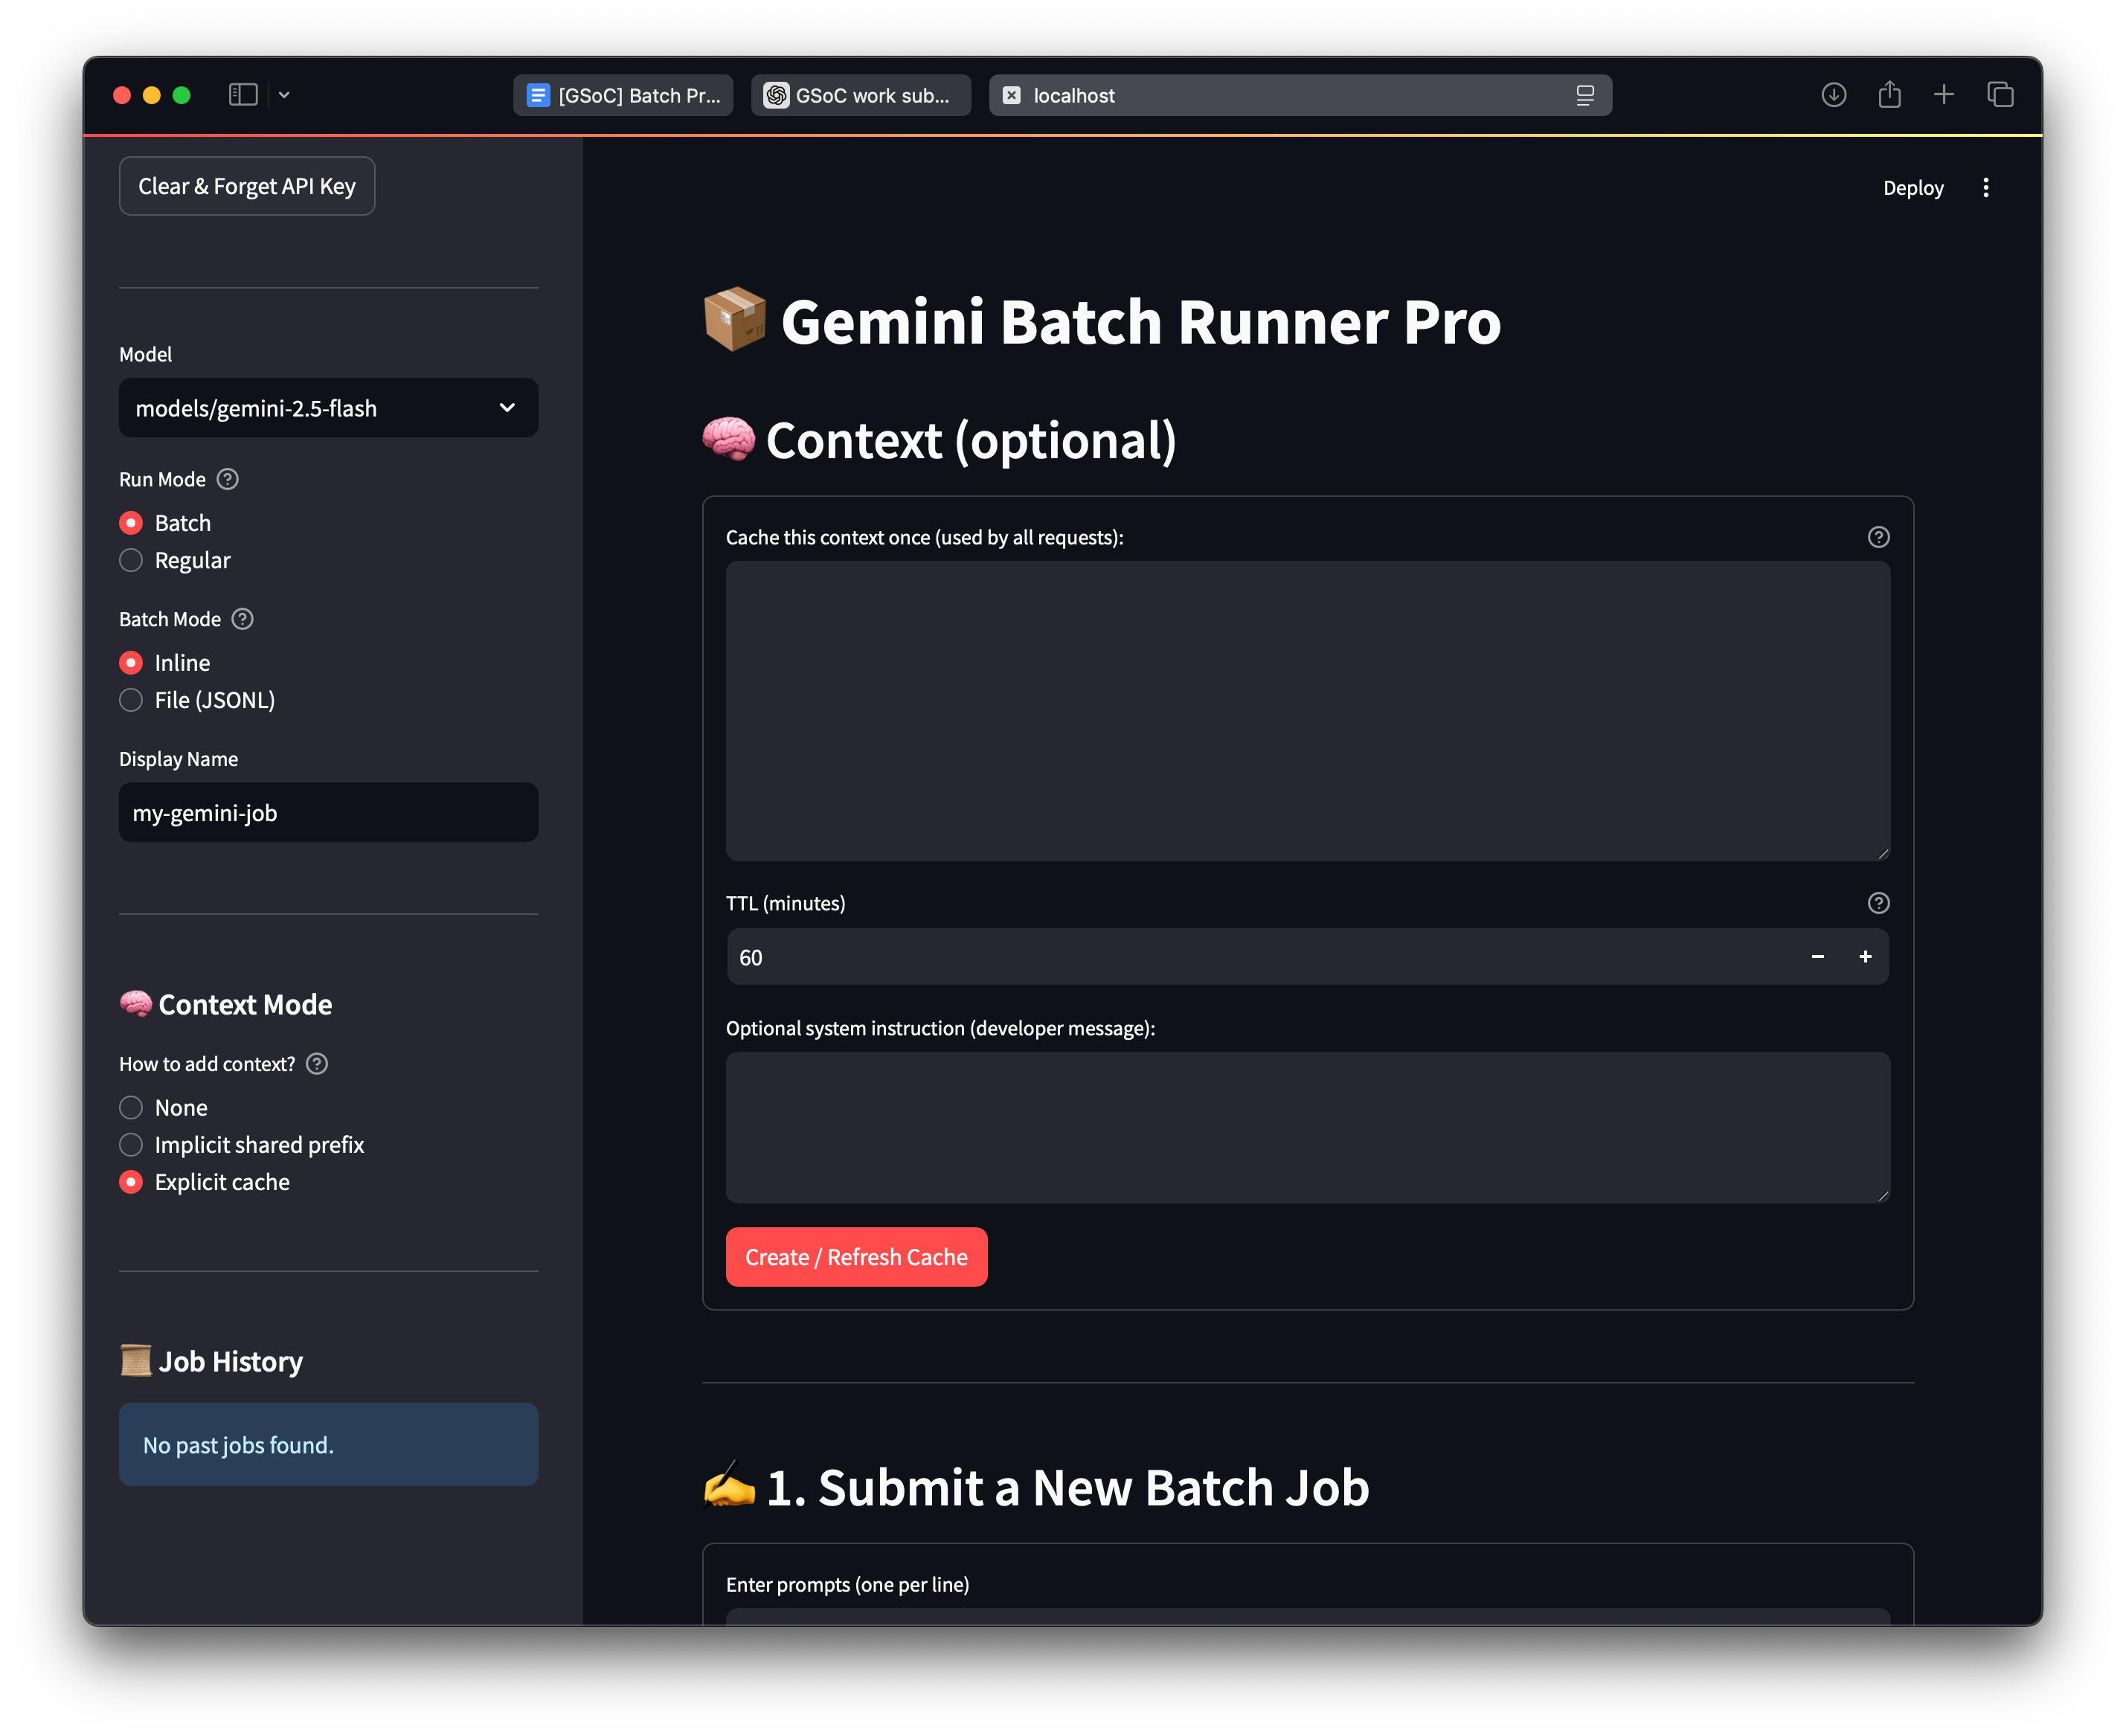 [GSoC] Batch Pr...
GSoC work sub...
localhost
Clear & Forget API Key
Model
models/gemini-2.5-flash
Run Mode
Batch
Regular
Batch Mode
Inline
File (JSONL)
Display Name
my-gemini-job
🧠 Context Mode
How to add context?
None
Implicit shared prefix
Explicit cache
📜 Job History
No past jobs found.
Deploy
📦 Gemini Batch Runner Pro
🧠 Context (optional)
Cache this context once (used by all requests):
TTL (minutes)
60
Optional system instruction (developer message):
Create / Refresh Cache
✍️ 1. Submit a New Batch Job
Enter prompts (one per line)